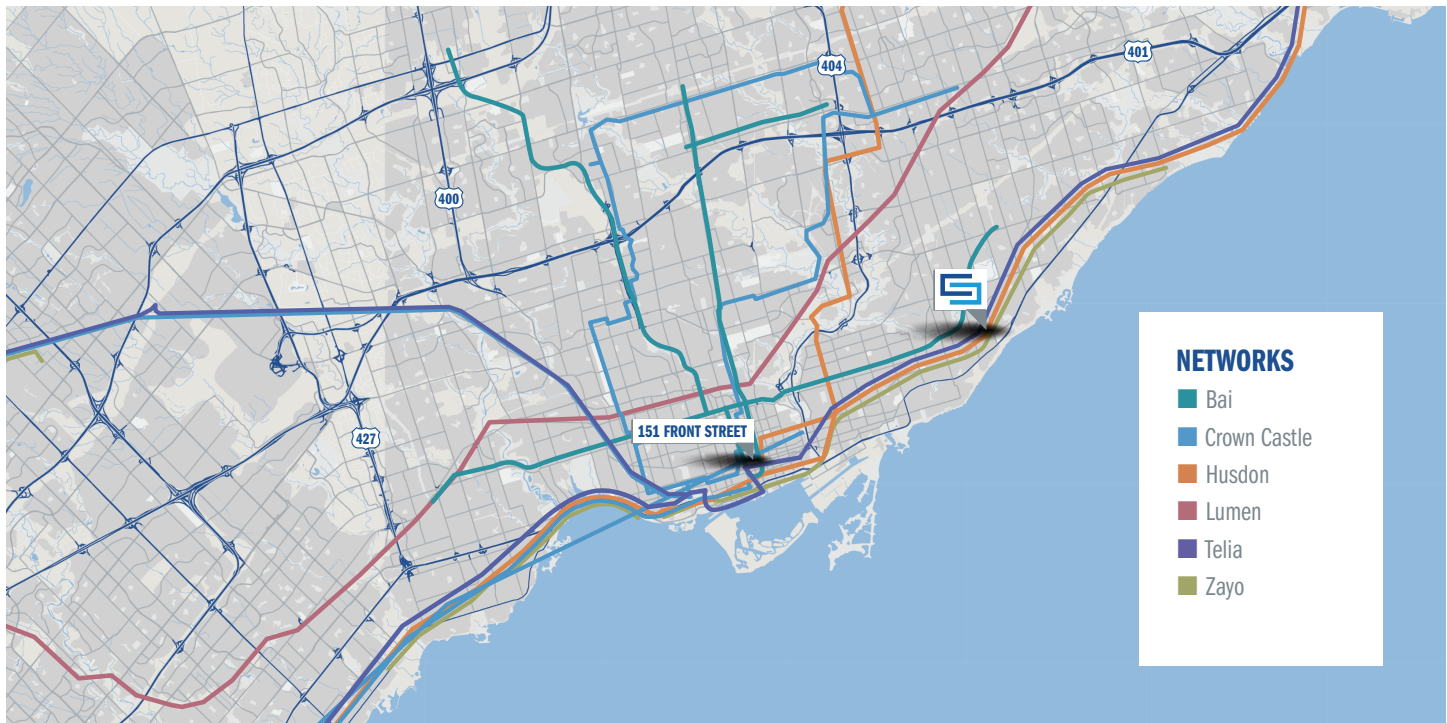 401
404
400
427
151 FRONT STREET
NETWORKS
Bai
Crown Castle
Husdon
Lumen
Telia
Zayo